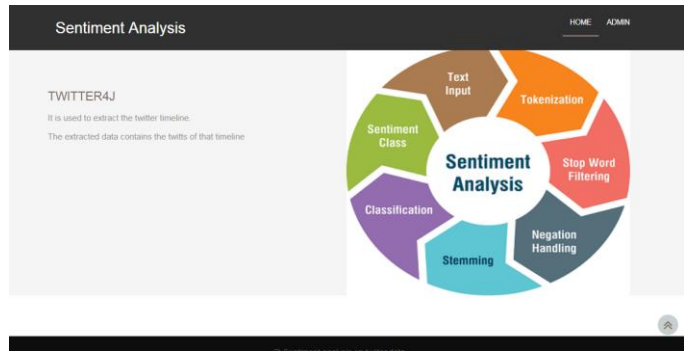 Sentiment Analysis
HOME ADMIN
TWITTER4J
It is used to extract the twitter timeline.
The extracted data contains the twitts of that timeline
Text
Input
Tokenization
Stop Word
Filtering
Negation
Handling
Stemming
Classification
Sentiment
Class
Sentiment
Analysis